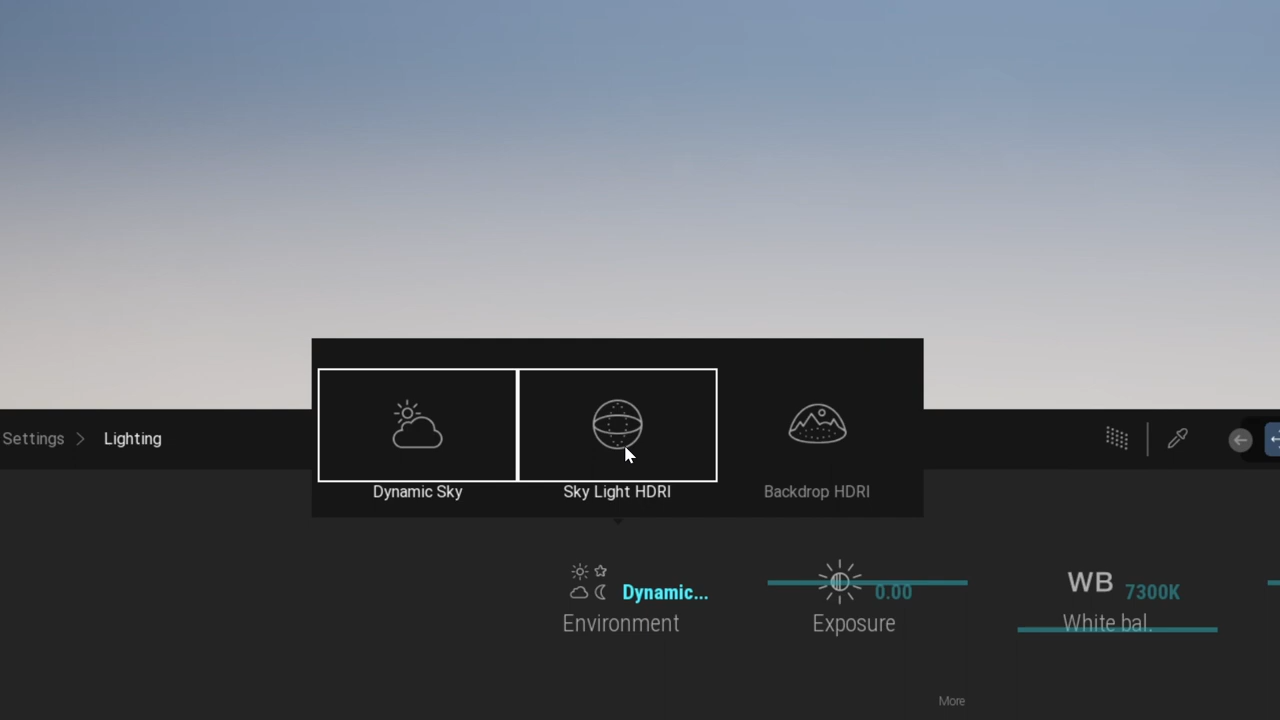 Settings > Lighting
Dynamic Sky
Sky Light HDRI
Backdrop HDRI
Dynamic...
Environment
0.00
Exposure
WB 7300K
White bal.
More